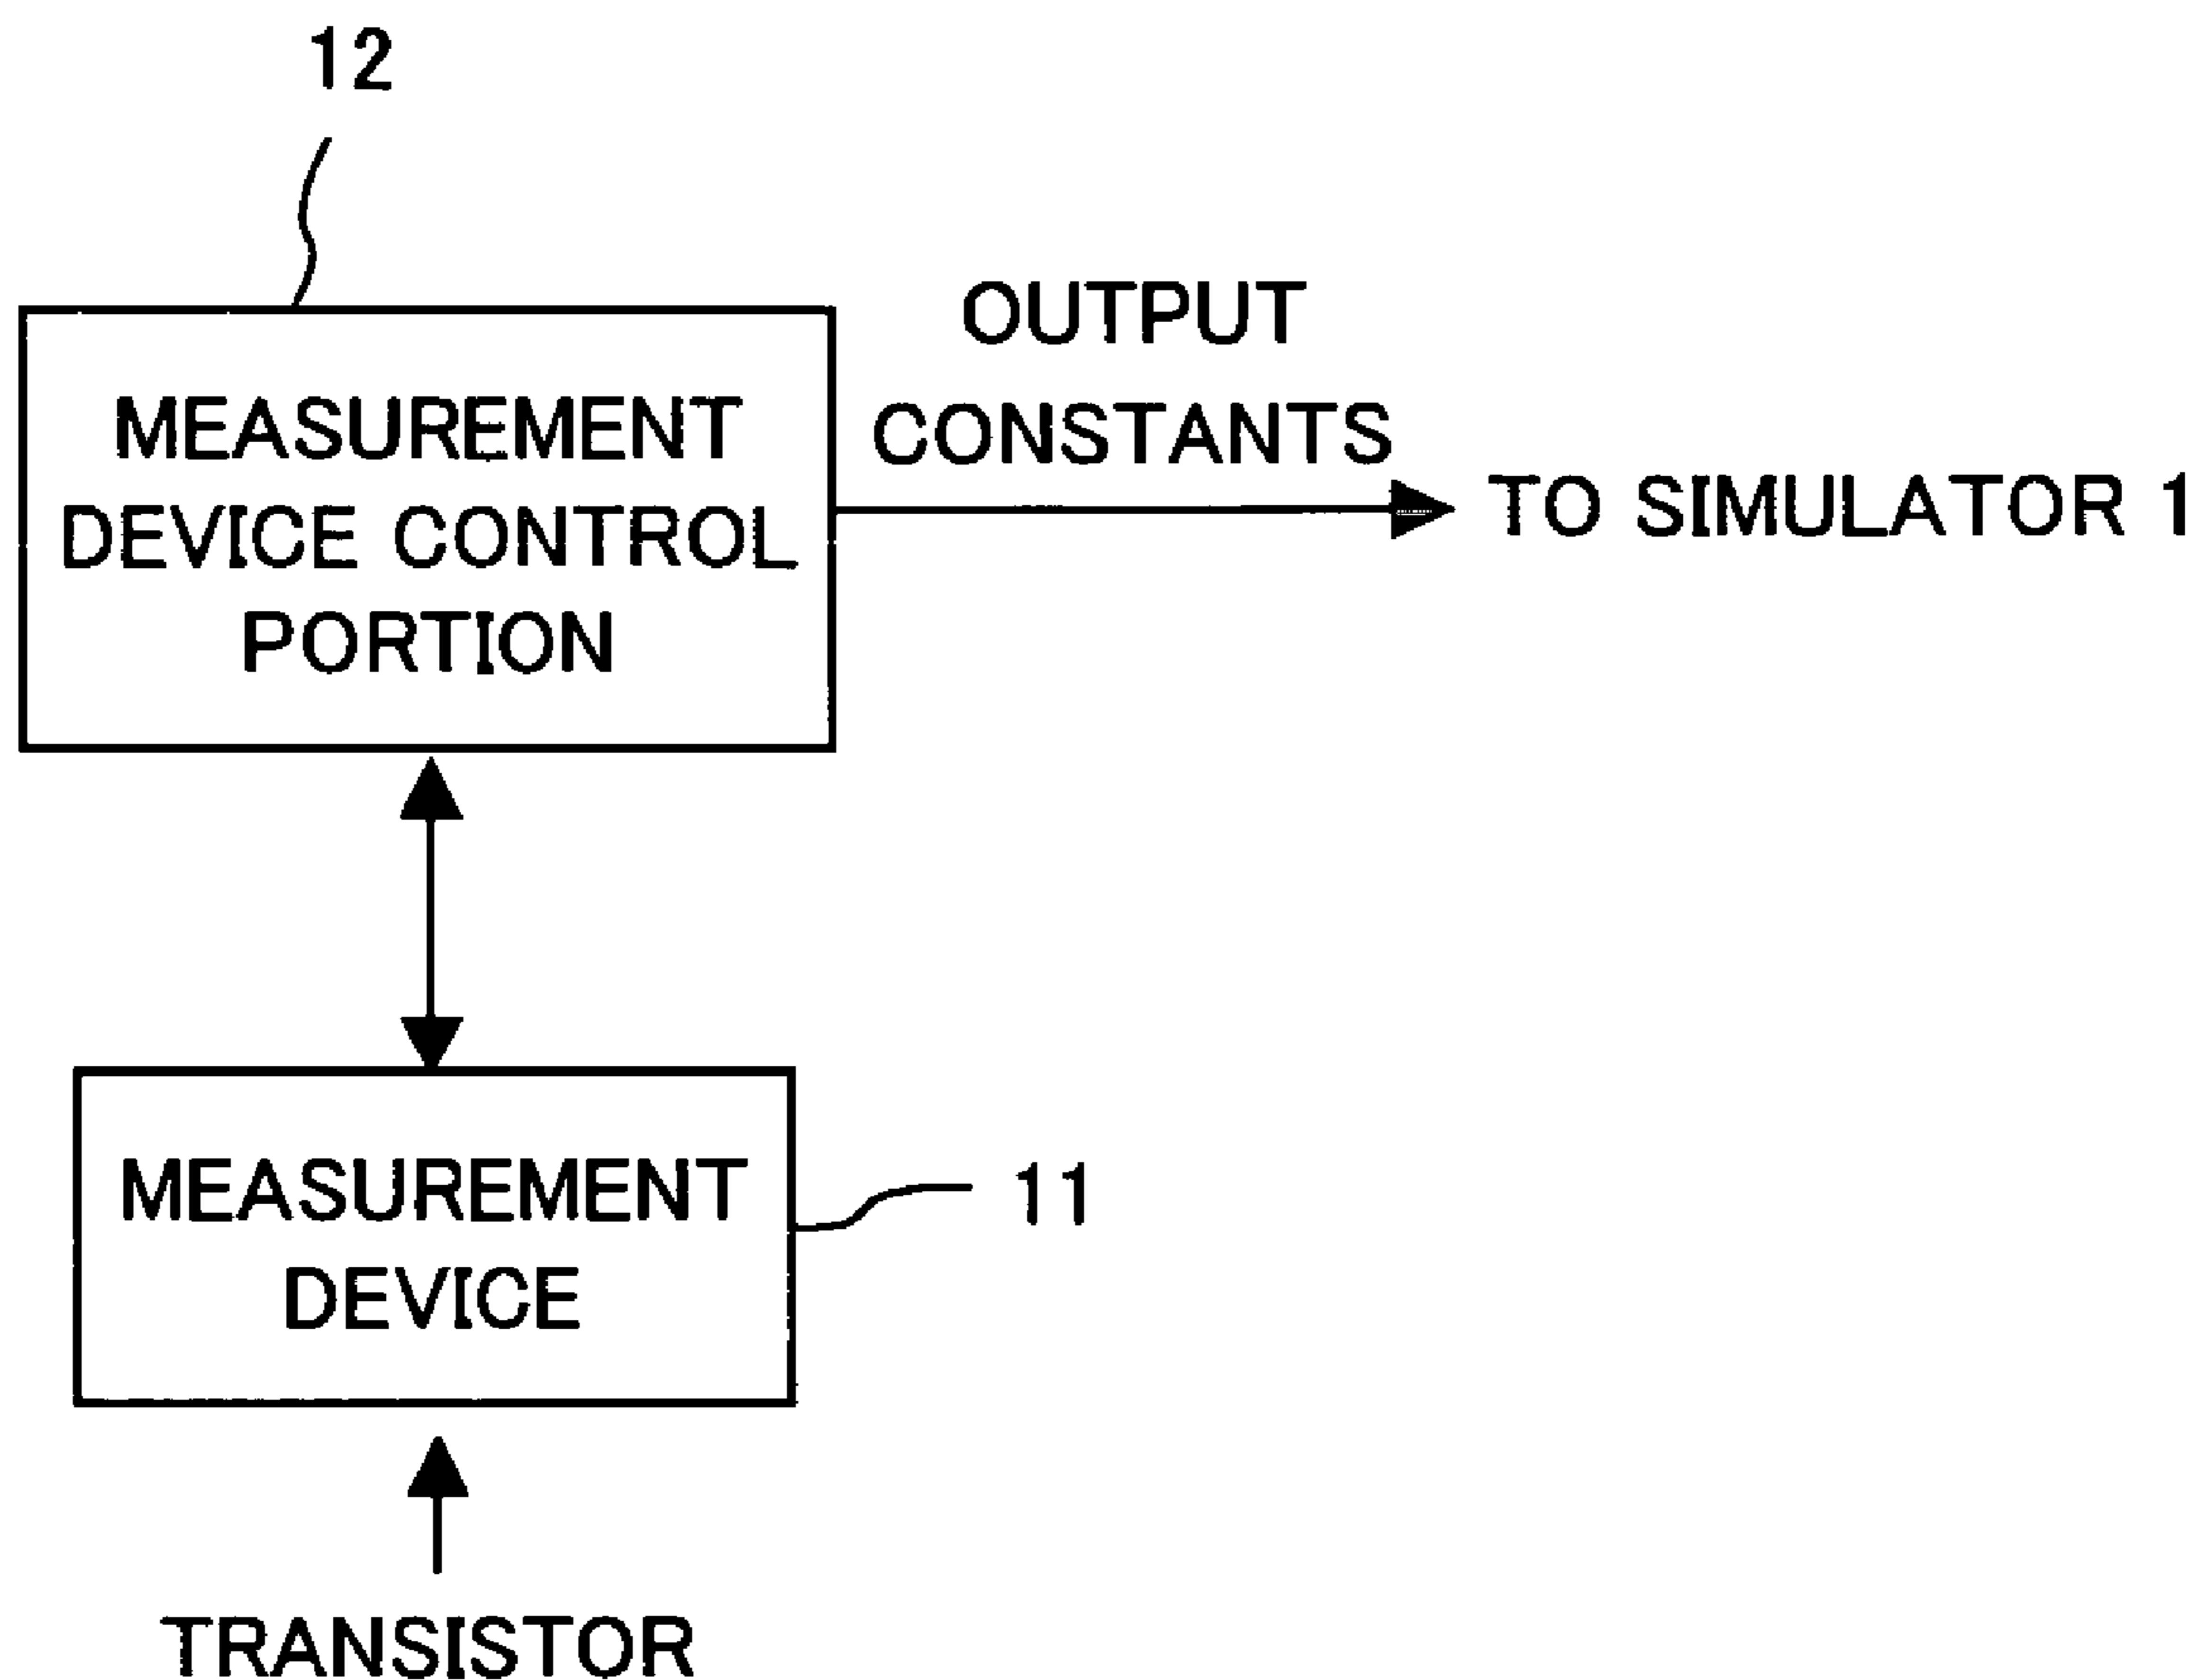 12
OUTPUT
CONSTANTS
MEASUREMENT
DEVICE CONTROL
PORTION
TO SIMULATOR 1
MEASUREMENT
DEVICE
11
TRANSISTOR